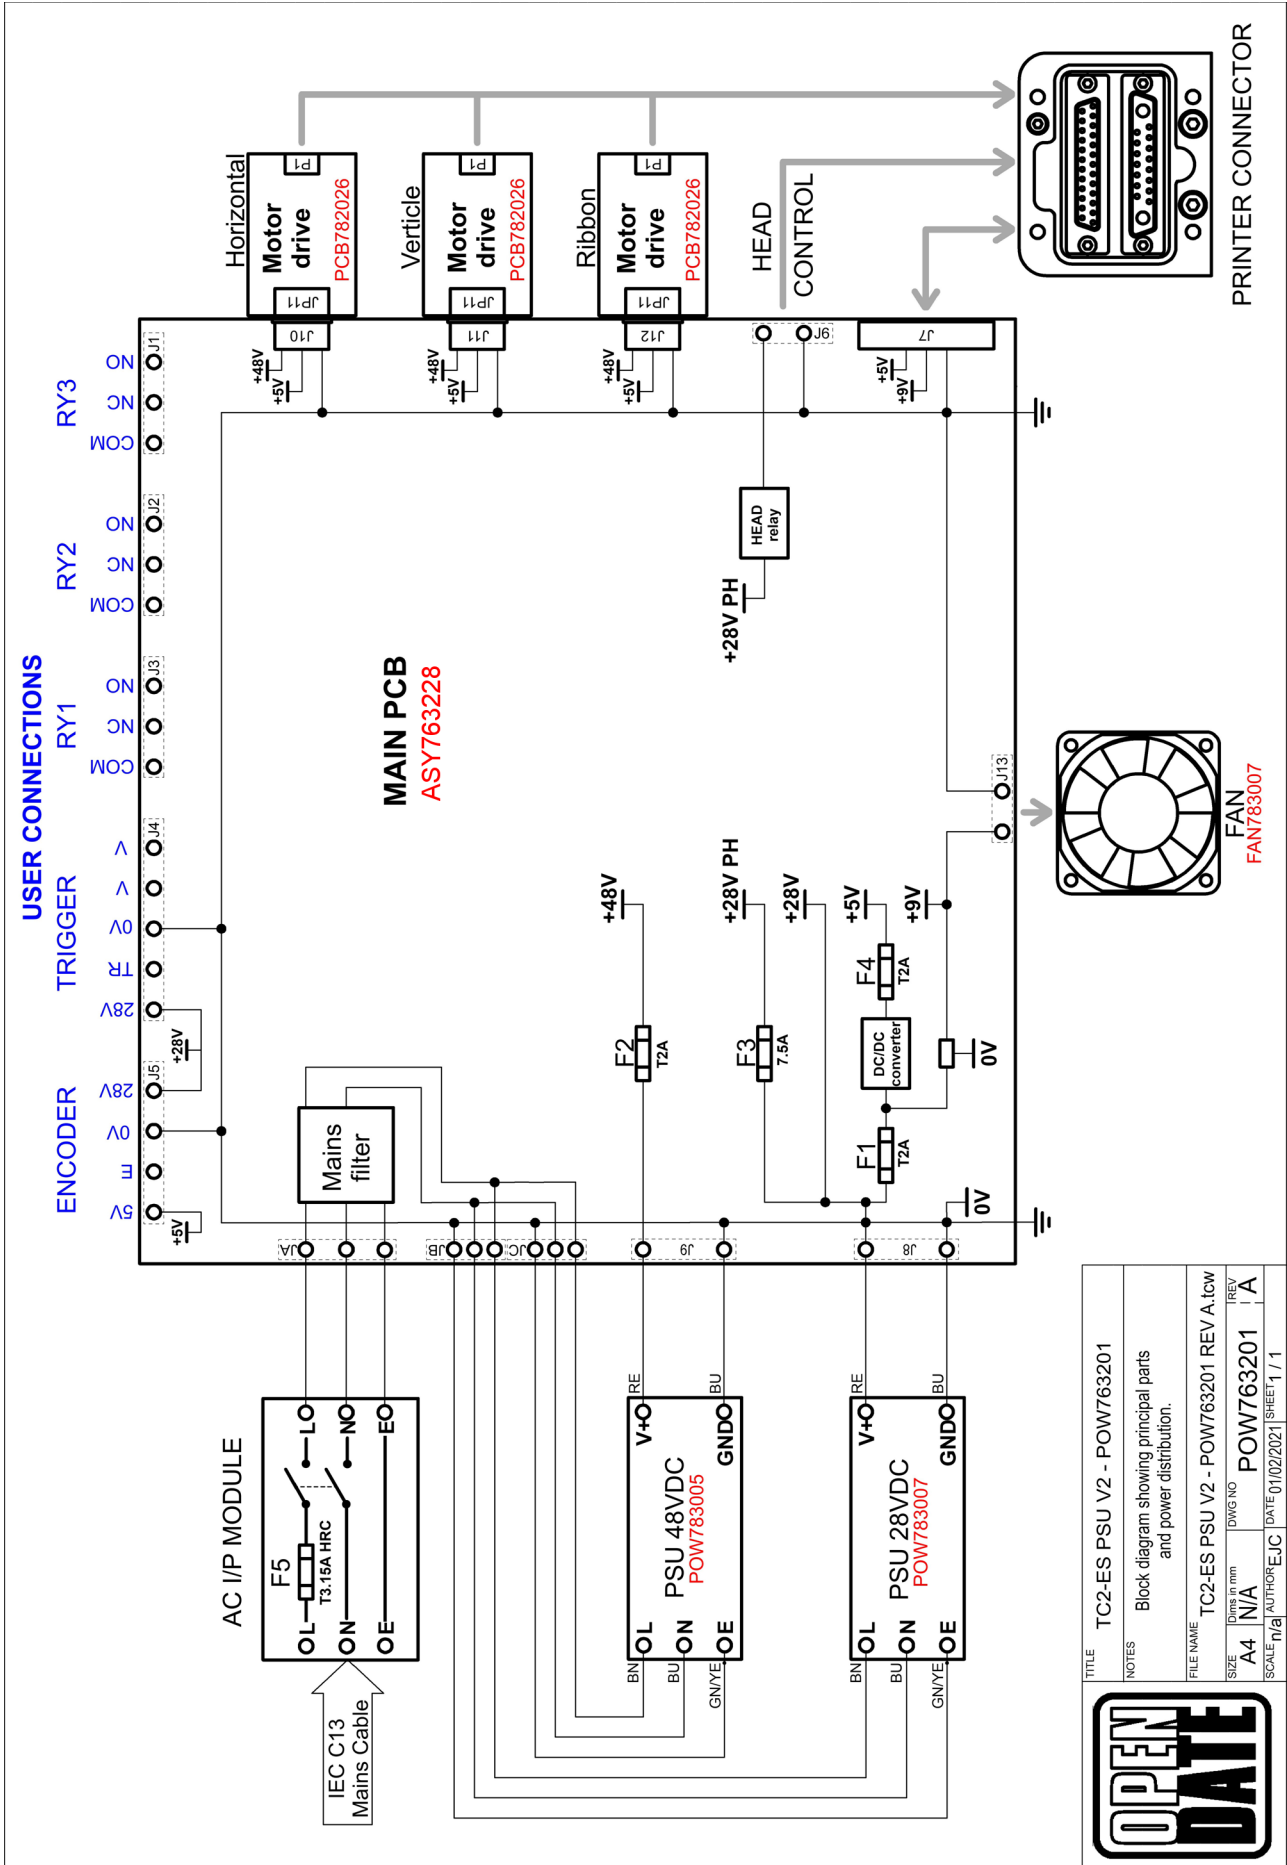 USER CONNECTIONS
ENCODER
TRIGGER
RY1
RY2
RY3
5V
E
0V
28V
28V
TR
0V
V
V
COM
NC
NO
COM
NC
NO
COM
NC
NO
J5
J4
J3
J2
J1
+5V
+28V
AC I/P MODULE
IEC C13
Mains Cable
L
N
E
F5
T3.15A HRC
L
N
E
JA
Mains
filter
JB
JC
MAIN PCB
ASY763228
Horizontal
Motor
drive
PCB782026
P1
JP11
J10
+48V
+5V
Verticle
Motor
drive
PCB782026
P1
JP11
J11
+48V
+5V
Ribbon
Motor
drive
PCB782026
P1
JP11
J12
+48V
+5V
PSU 48VDC
POW783005
BN
BU
GN/YE
L
N
E
V+
GND
RE
BU
J9
F2
T2A
+48V
F3
7.5A
+28V PH
+28V
+28V PH
HEAD
relay
J6
HEAD
CONTROL
PSU 28VDC
POW783007
BN
BU
GN/YE
L
N
E
V+
GND
RE
BU
J8
F1
T2A
DC/DC
converter
F4
T2A
+5V
+9V
0V
0V
+5V
+9V
J7
J13
FAN
FAN783007
PRINTER CONNECTOR
OPEN
DATE
TITLE
TC2-ES PSU V2 - POW763201
NOTES
Block diagram showing principal parts
and power distribution.
FILE NAME
TC2-ES PSU V2 - POW763201 REV A.tcw
SIZE
A4
Dims in mm
N/A
DWG NO
POW763201
REV
A
SCALE n/a
AUTHOR EJC
DATE 01/02/2021
SHEET 1 / 1